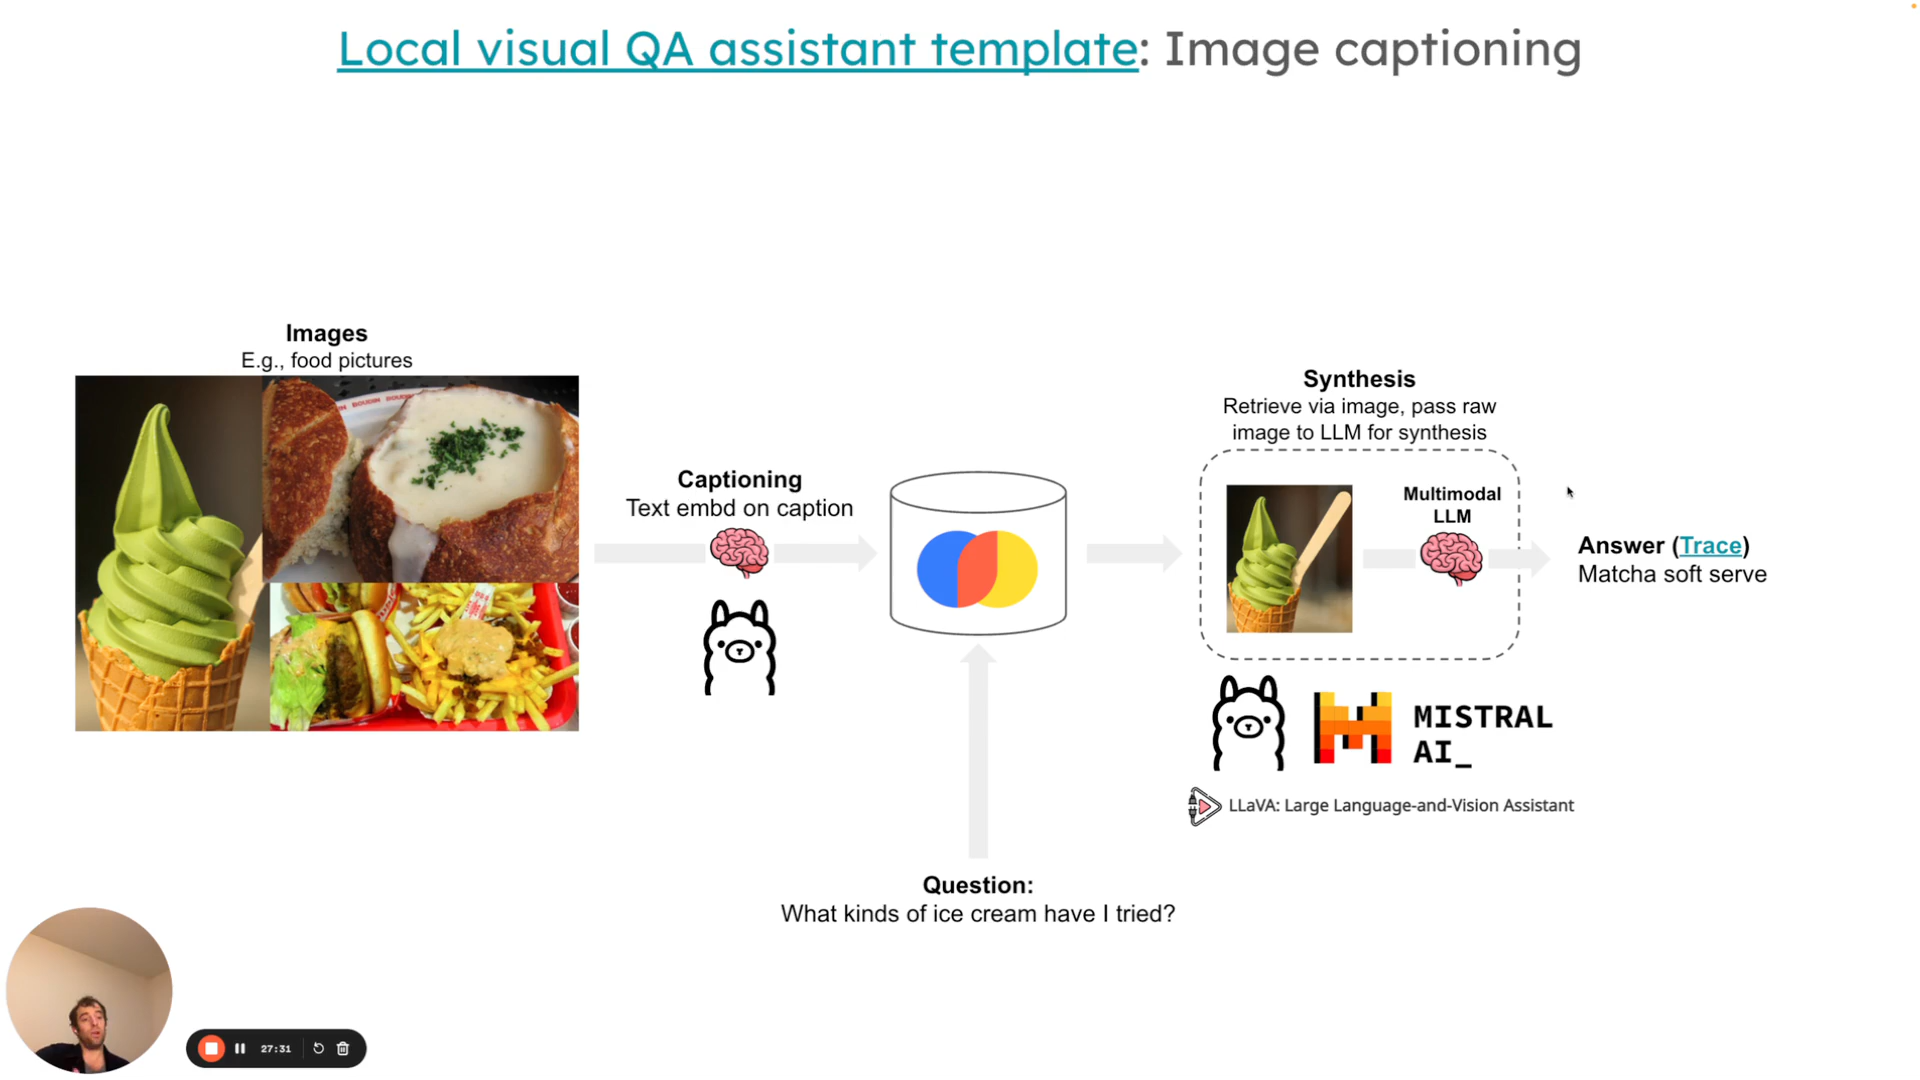 Local visual QA assistant template: Image captioning
Images
E.g., food pictures
BOUDIN
Captioning
Text embd on caption
Synthesis
Retrieve via image, pass raw
image to LLM for synthesis
Multimodal
LLM
Answer (Trace)
Matcha soft serve
MISTRAL
AI_
LLaVA: Large Language-and-Vision Assistant
Question:
What kinds of ice cream have I tried?
27:31